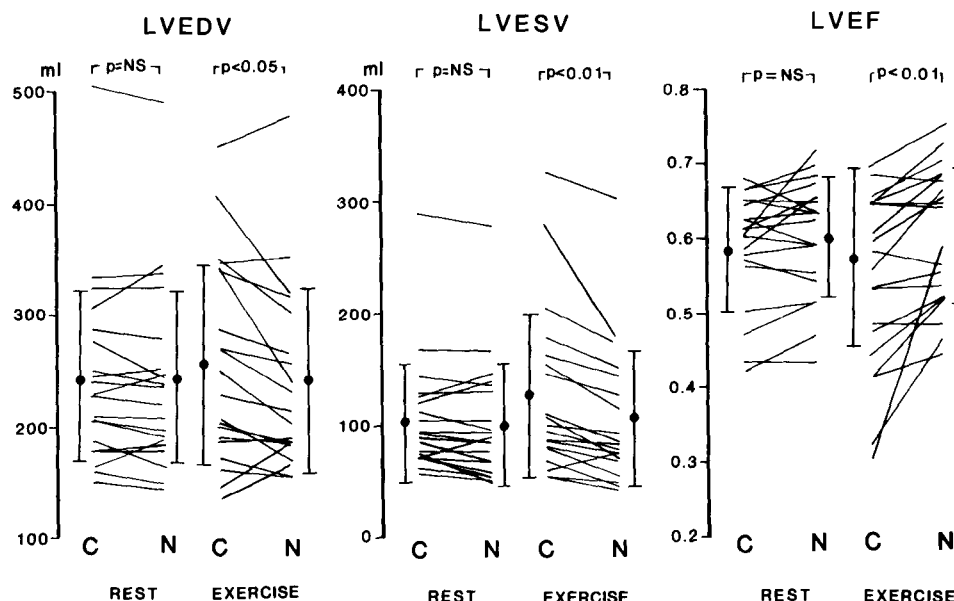 LVEDV
ml
p=NS
p<0.05
500
400
300
200
100
C N C N
REST EXERCISE
LVESV
p=NS
p<0.01
400
300
200
100
0
C N C N
REST EXERCISE
LVEF
p=NS
p<0.01
0.8
0.7
0.6
0.5
0.4
0.3
0.2
C N C N
REST EXERCISE